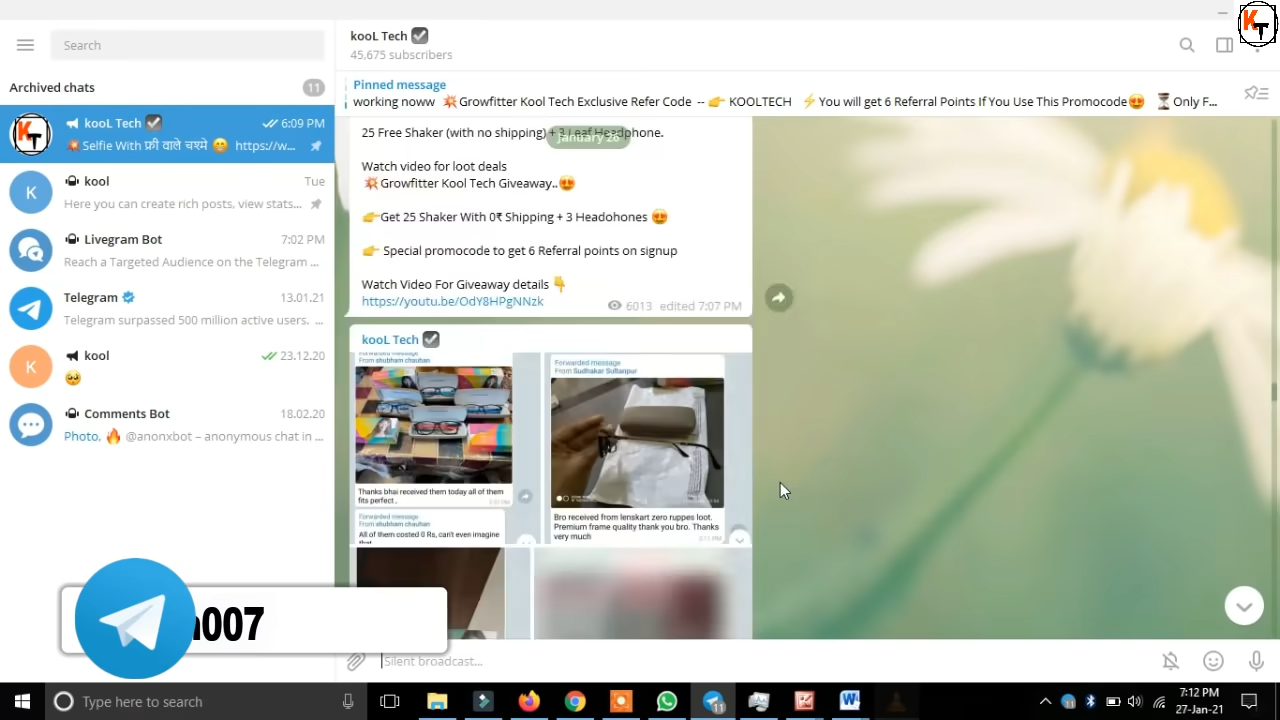 KT
Search
Archived chats 11
kooL Tech 6:09 PM
💥Selfie With फ्री वाले चश्मे 😁 https://w...
K
kool Tue
Here you can create rich posts, view stats...
Livegram Bot 7:02 PM
Reach a Targeted Audience on the Telegram ...
Telegram 13.01.21
Telegram surpassed 500 million active users. ...
K
kool 23.12.20
🥺
Comments Bot 18.02.20
Photo, 🔥 @anonxbot – anonymous chat in ...
007
kooL Tech ☑
45,675 subscribers
KT
Pinned message
working noww 💥Growfitter Kool Tech Exclusive Refer Code -- 👉 KOOLTECH ⚡You will get 6 Referral Points If You Use This Promocode😍 ⏳Only F...
January 26
25 Free Shaker (with no shipping) + 3 Leaf Headphone.
Watch video for loot deals
💥Growfitter Kool Tech Giveaway..😍
👉Get 25 Shaker With 0₹ Shipping + 3 Headohones 😍
👉 Special promocode to get 6 Referral points on signup
Watch Video For Giveaway details 👇
https://youtu.be/OdY8HPgNNzk
6013 edited 7:07 PM
kooL Tech ☑
Forwarded message
From shubham chauhan
Thanks bhai received them today all of them
fits perfect .
Forwarded message
From shubham chauhan
All of them costed 0 Rs, can't even imagine
that
Forwarded message
From Sudhakar Sultanpur
Bro received from lenskart zero ruppes loot.
Premium frame quality thank you bro. Thanks
very much
Silent broadcast...
Type here to search
11
7:12 PM
27-Jan-21